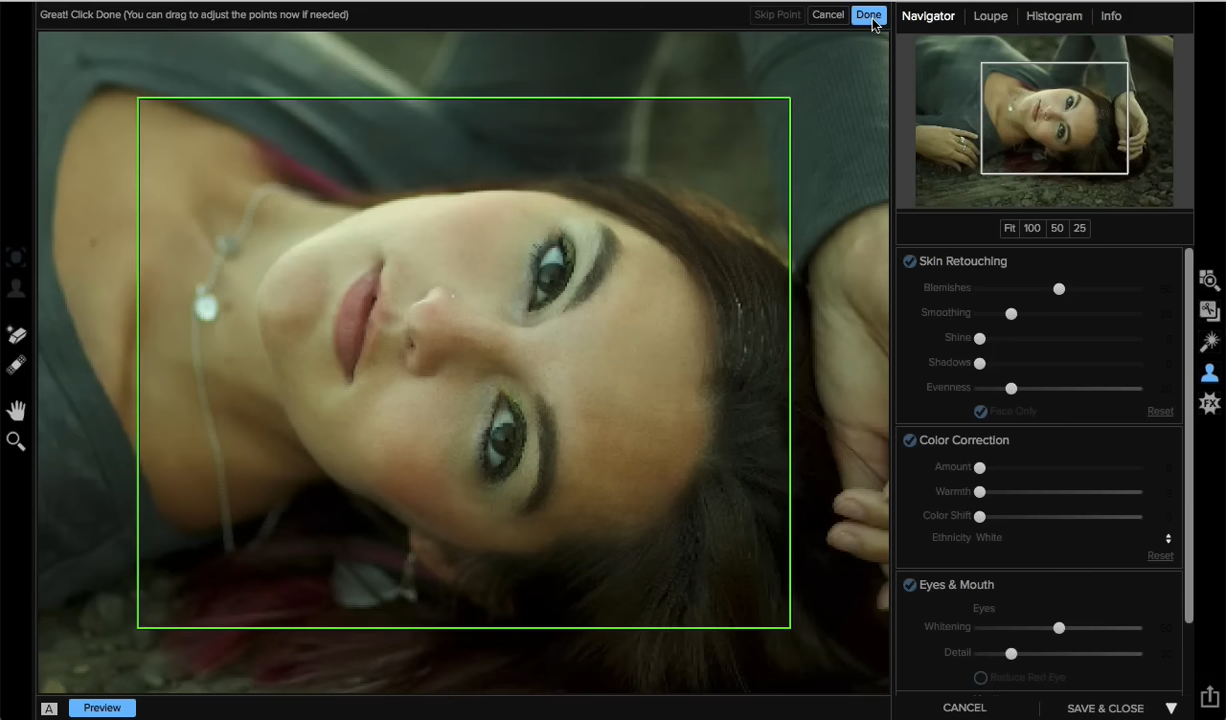 Great! Click Done (You can drag to adjust the points now if needed)
Skip Point Cancel Done
Navigator Loupe Histogram Info
Fit 100 50 25
Skin Retouching
Blemishes
Smoothing
Shine
Shadows
Evenness
Face Only Reset
Color Correction
Amount
Warmth
Color Shift
Ethnicity White
Reset
Eyes & Mouth
Eyes
Whitening
Detail
Reduce Red Eye
A Preview
CANCEL SAVE & CLOSE
FX